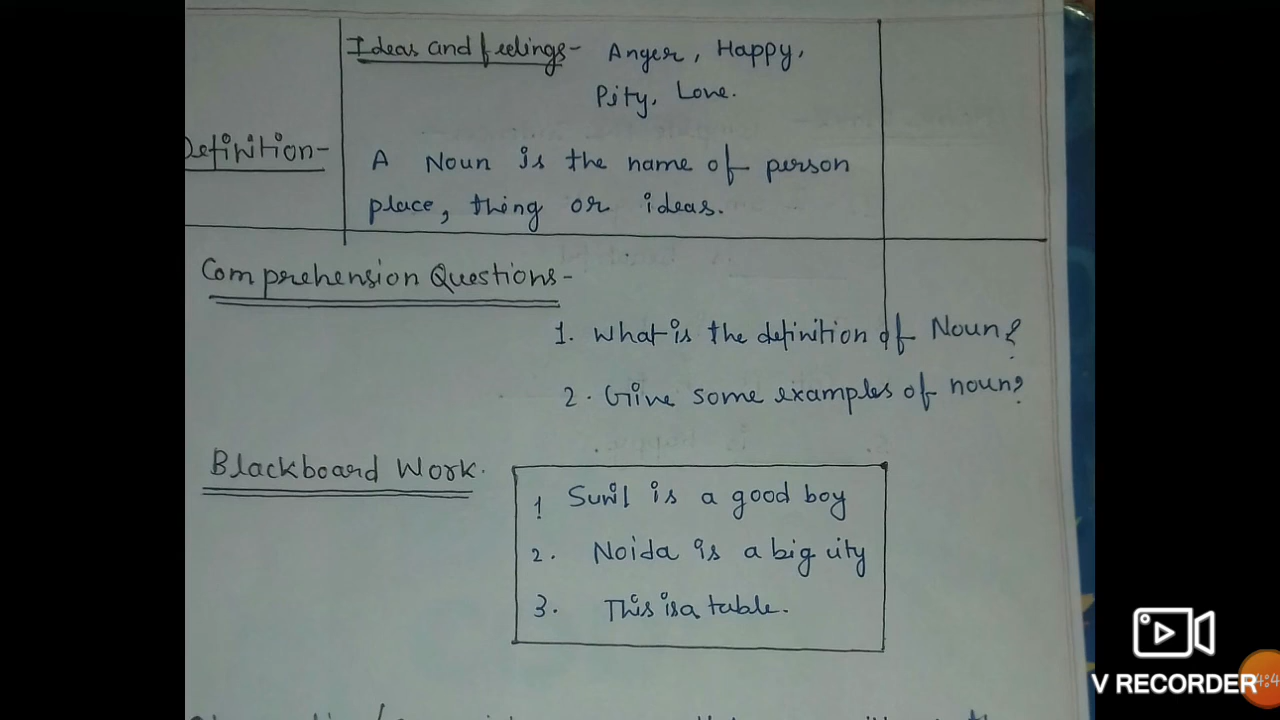 Ideas and feelings- Anger, Happy,
Pity, Love.
Definition-
A Noun is the name of person
place, thing or ideas.
Comprehension Questions-
1. What is the definition of Noun?
2. Give some examples of noun?
Blackboard Work.
1 Sunil is a good boy
2. Noida is a big city
3. This is a table.
V RECORDER